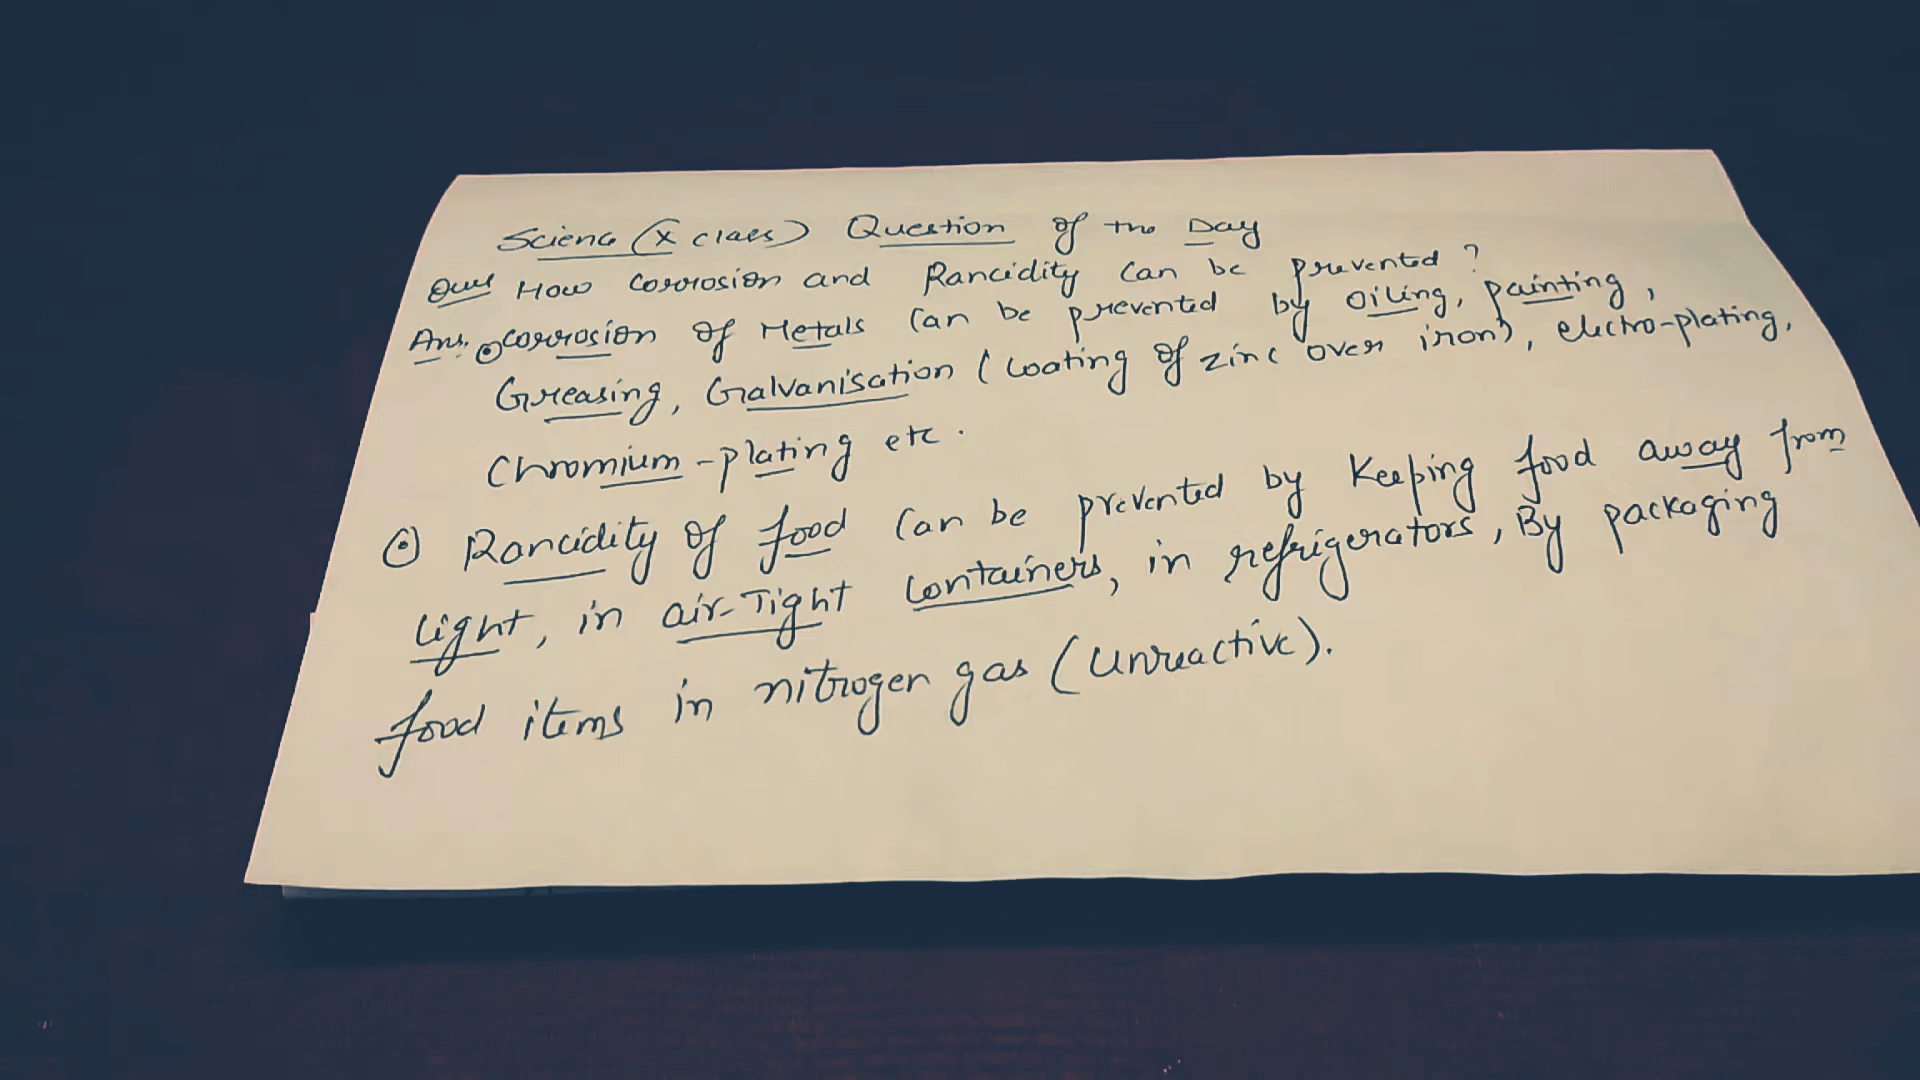 Science (X class) Question of the Day
Ques How Corrosion and Rancidity Can be prevented?
Ans. Corrosion of Metals Can be prevented by Oiling, painting,
Greasing, Galvanisation (Coating of zinc over iron), electro-plating,
Chromium-plating etc.
Rancidity of food Can be prevented by Keeping food away from
light, in air-Tight Containers, in refrigerators, By packaging
food items in nitrogen gas (Unreactive).